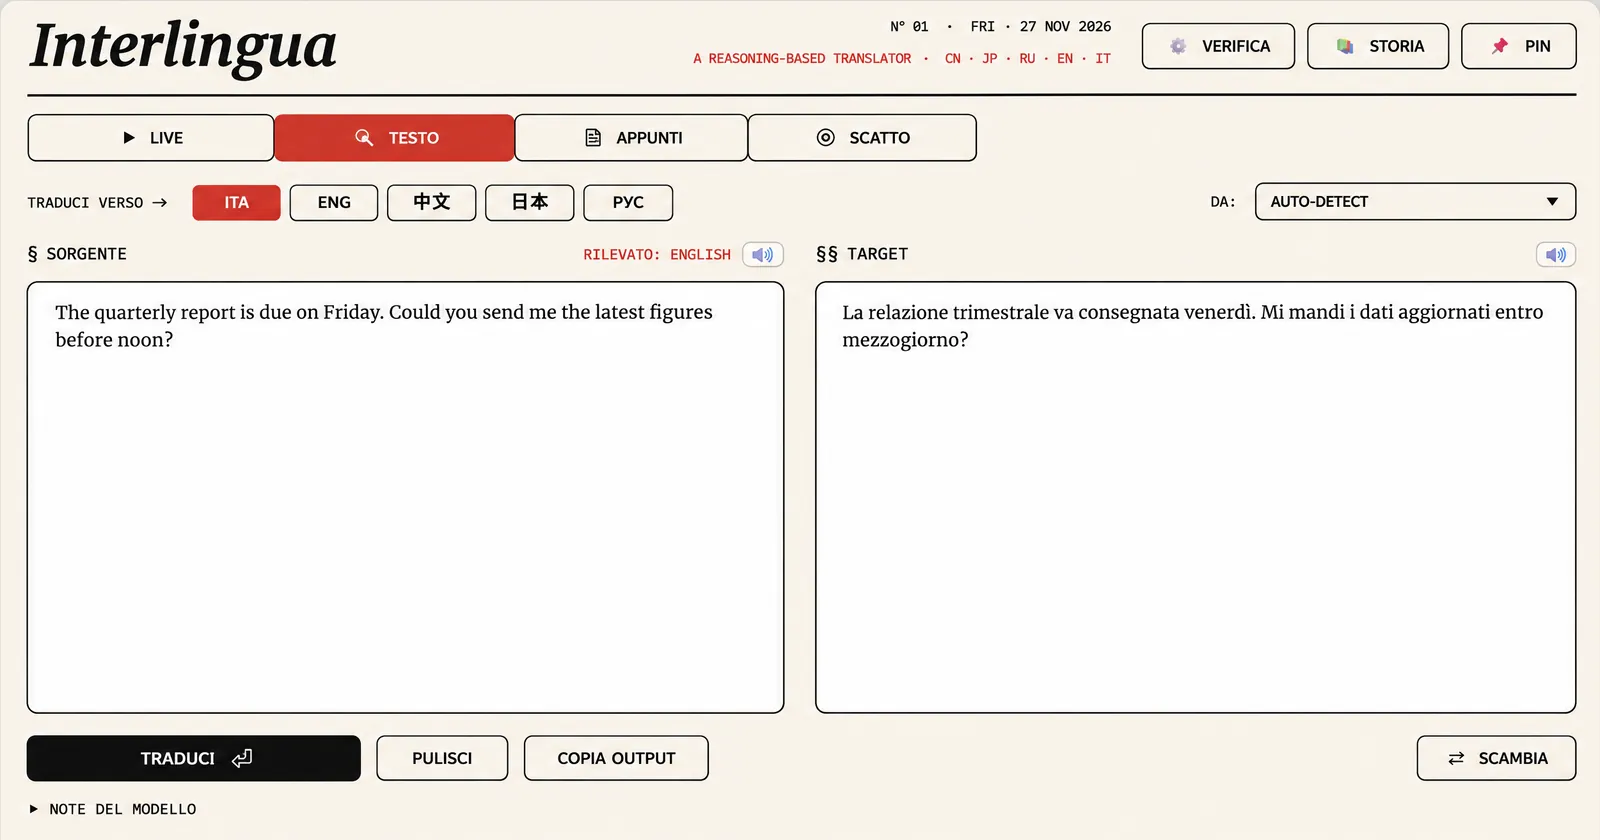 Interlingua
N° 01 · FRI · 27 NOV 2026
A REASONING-BASED TRANSLATOR · CN · JP · RU · EN · IT
VERIFICA
STORIA
PIN
LIVE
TESTO
APPUNTI
SCATTO
TRADUCI VERSO →
ITA
ENG
中文
日本
РУС
DA:
AUTO-DETECT
§ SORGENTE
RILEVATO: ENGLISH
§§ TARGET
The quarterly report is due on Friday. Could you send me the latest figures
before noon?
La relazione trimestrale va consegnata venerdì. Mi mandi i dati aggiornati entro
mezzogiorno?
TRADUCI
PULISCI
COPIA OUTPUT
SCAMBIA
NOTE DEL MODELLO